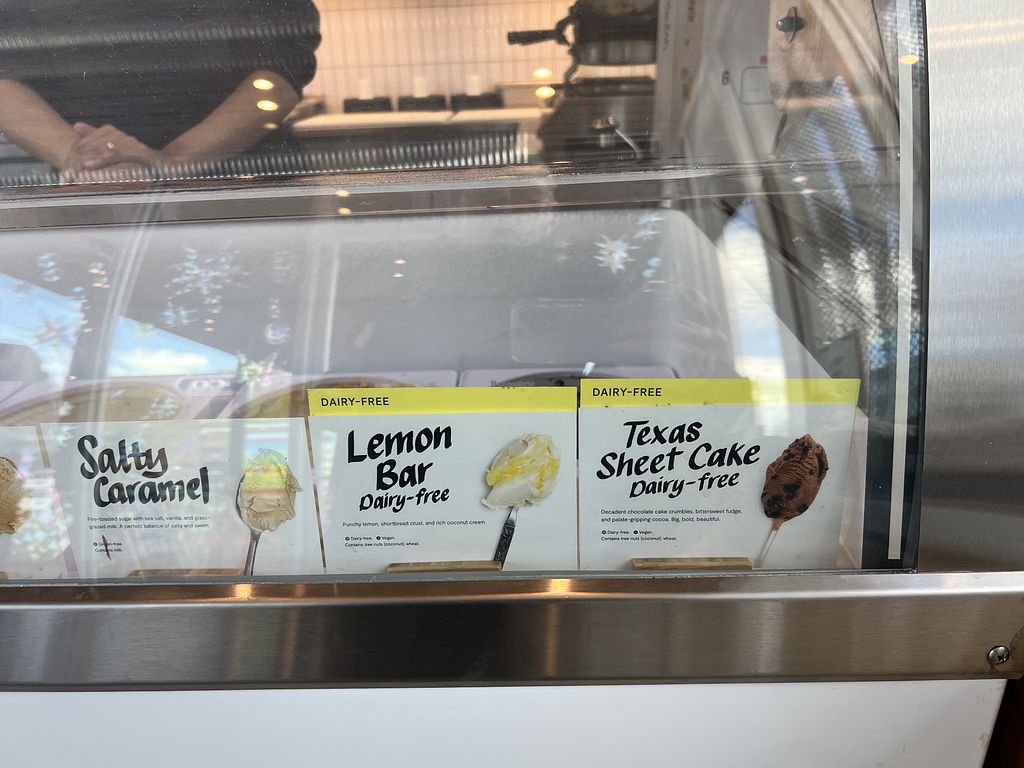 Salty
Caramel
Fire-toasted sugar with sea salt, vanilla, and grass-
grazed milk. A perfect balance of salty and sweet.
Gluten-free.
Contains milk.
DAIRY-FREE
Lemon
Bar
Dairy-free
Punchy lemon, shortbread crust, and rich coconut cream.
Dairy-free. Vegan.
Contains tree nuts (coconut), wheat.
DAIRY-FREE
Texas
Sheet Cake
Dairy-free
Decadent chocolate cake crumbles, bittersweet fudge,
and palate-gripping cocoa. Big, bold, beautiful.
Dairy-free. Vegan.
Contains tree nuts (coconut), wheat.